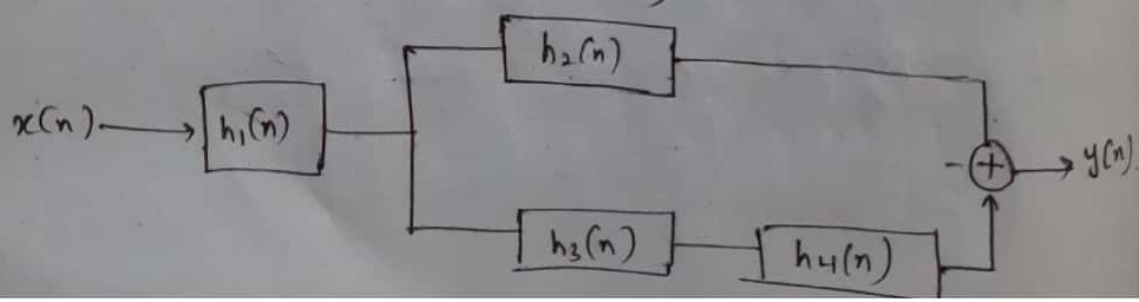 h₂(n)
x(n) h₁(n) - + y(n)
h₃(n) h₄(n)